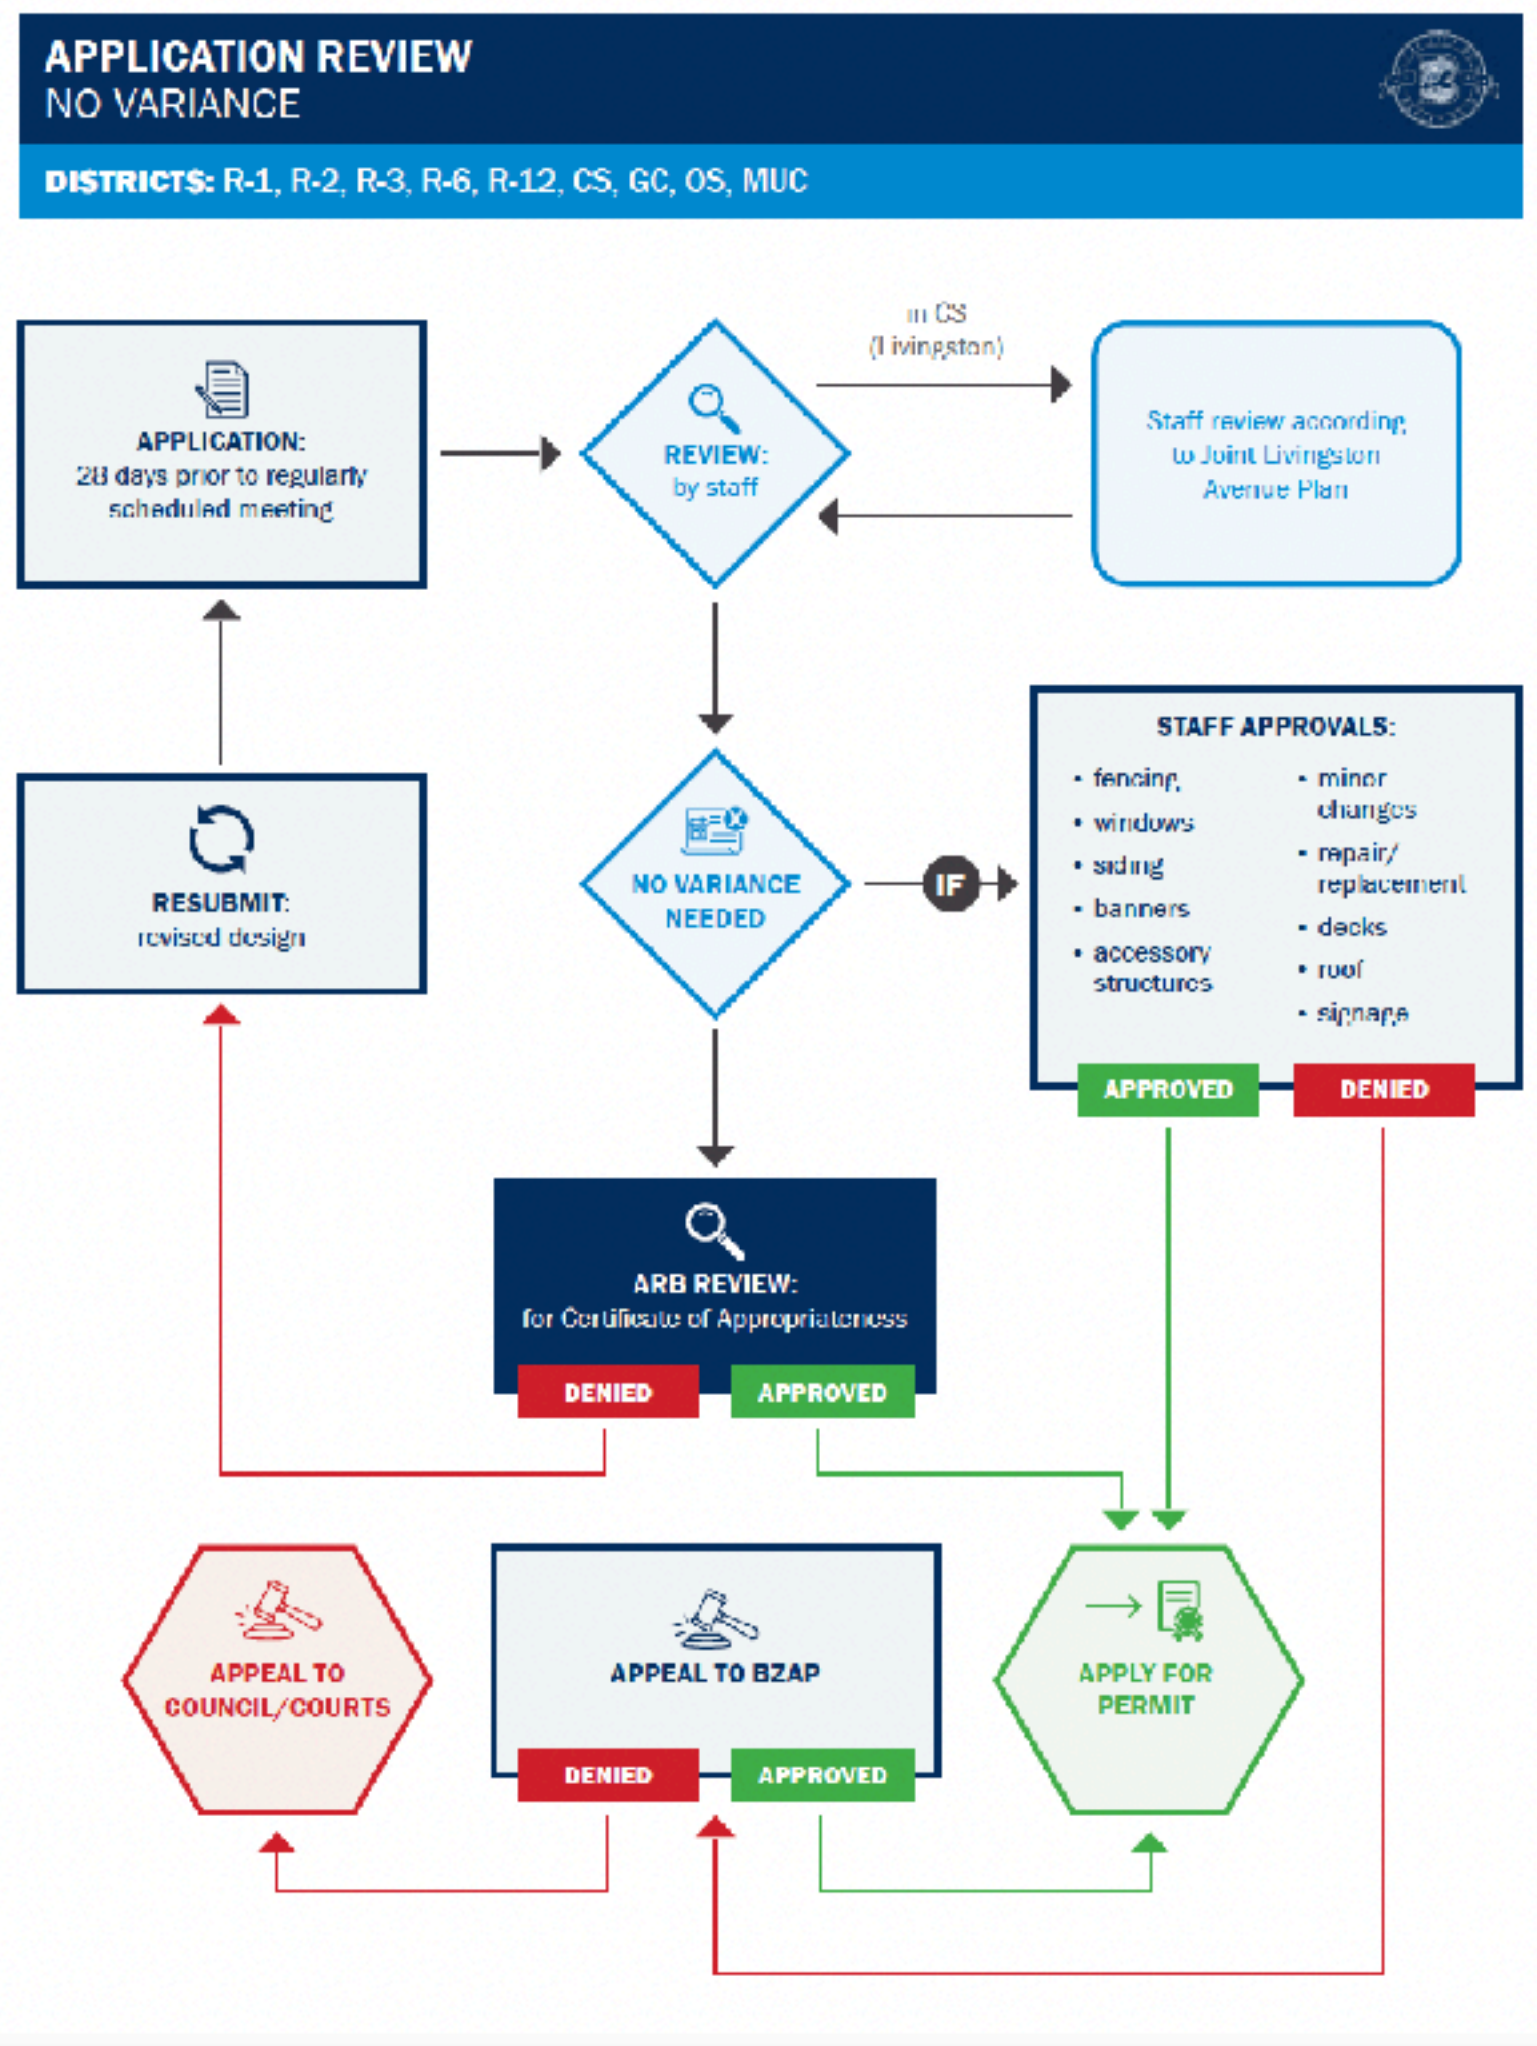 APPLICATION REVIEW
NO VARIANCE
DISTRICTS: R-1, R-2, R-3, R-6, R-12, CS, GC, OS, MUC
APPLICATION:
28 days prior to regularly
scheduled meeting
REVIEW:
by staff
in CS
(Livingston)
Staff review according
to Joint Livingston
Avenue Plan
RESUBMIT:
revised design
NO VARIANCE
NEEDED
IF
STAFF APPROVALS:
• fencing
• windows
• siding
• banners
• accessory
structures
• minor
changes
• repair/
replacement
• decks
• roof
• signage
APPROVED
DENIED
ARB REVIEW:
for Certificate of Appropriateness
DENIED
APPROVED
APPEAL TO
COUNCIL/COURTS
APPEAL TO BZAP
DENIED
APPROVED
APPLY FOR
PERMIT